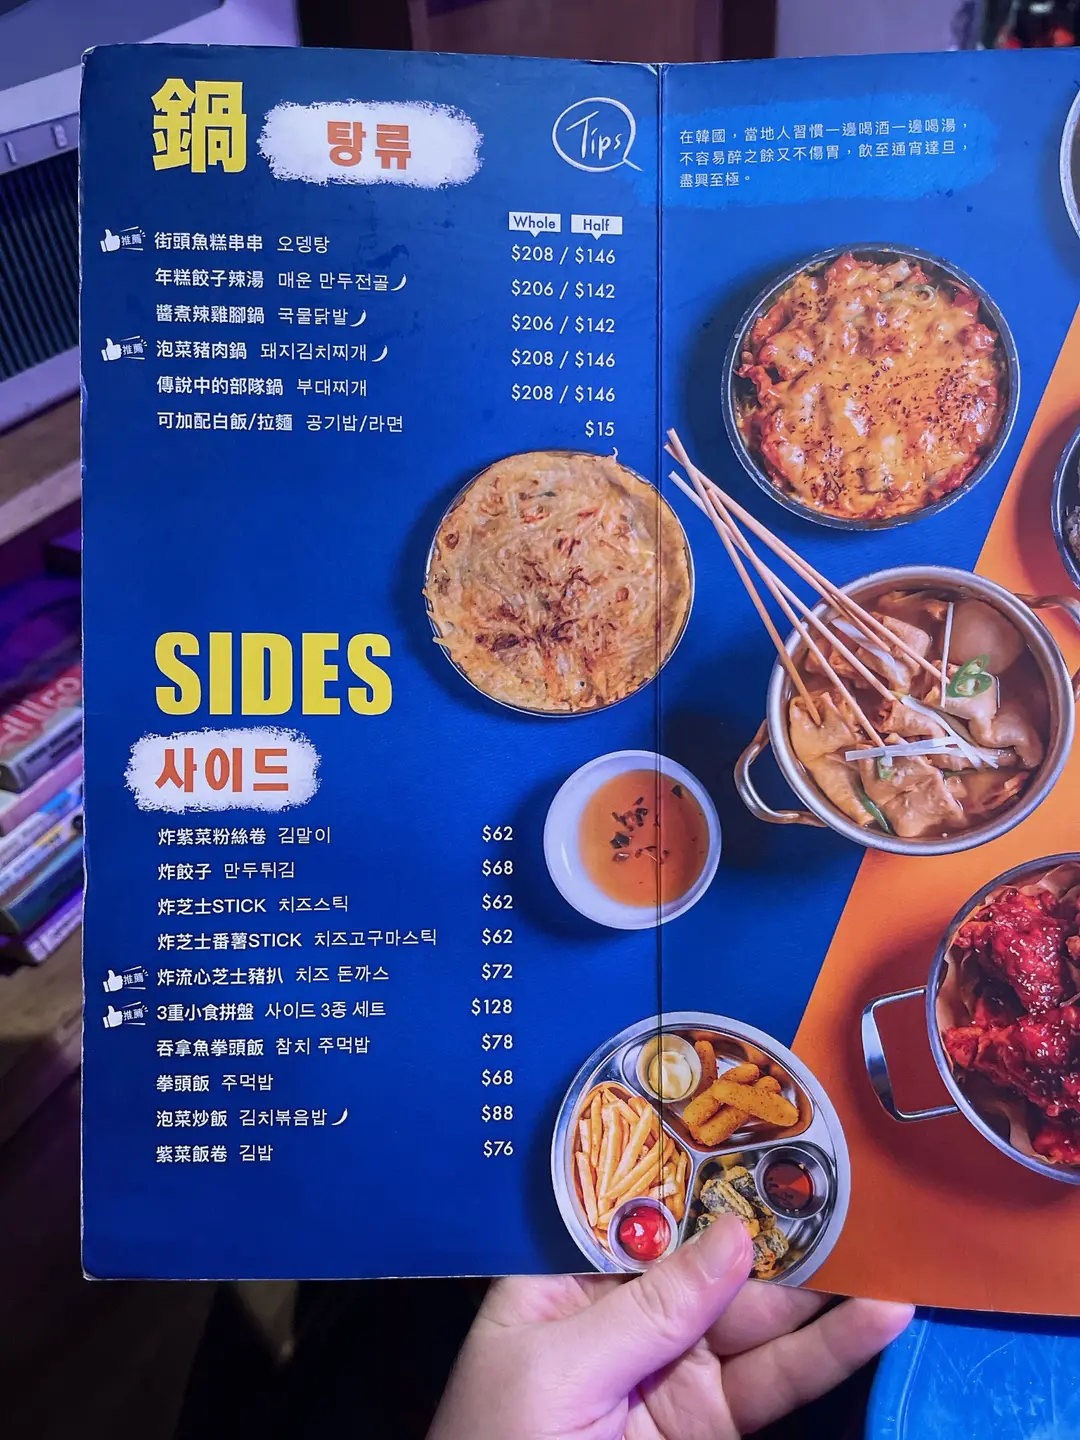 鍋 탕류
Tips
在韓國，當地人習慣一邊喝酒一邊喝湯，
不容易醉之餘又不傷胃，飲至通宵達旦，
盡興至極。
Whole Half
推薦 街頭魚糕串串 오뎅탕 $208 / $146
年糕餃子辣湯 매운 만두전골 $206 / $142
醬煮辣雞腳鍋 국물닭발 $206 / $142
推薦 泡菜豬肉鍋 돼지김치찌개 $208 / $146
傳說中的部隊鍋 부대찌개 $208 / $146
可加配白飯/拉麵 공기밥/라면 $15
SIDES
사이드
炸紫菜粉絲卷 김말이 $62
炸餃子 만두튀김 $68
炸芝士STICK 치즈스틱 $62
炸芝士番薯STICK 치즈고구마스틱 $62
推薦 炸流心芝士豬扒 치즈 돈까스 $72
推薦 3重小食拼盤 사이드 3종 세트 $128
吞拿魚拳頭飯 참치 주먹밥 $78
拳頭飯 주먹밥 $68
泡菜炒飯 김치볶음밥 $88
紫菜飯卷 김밥 $76